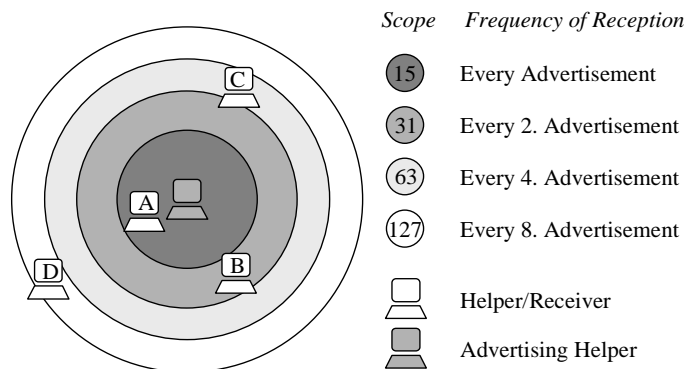 Scope Frequency of Reception
C
15 Every Advertisement
31 Every 2. Advertisement
63 Every 4. Advertisement
A
127 Every 8. Advertisement
B
D
Helper/Receiver
Advertising Helper